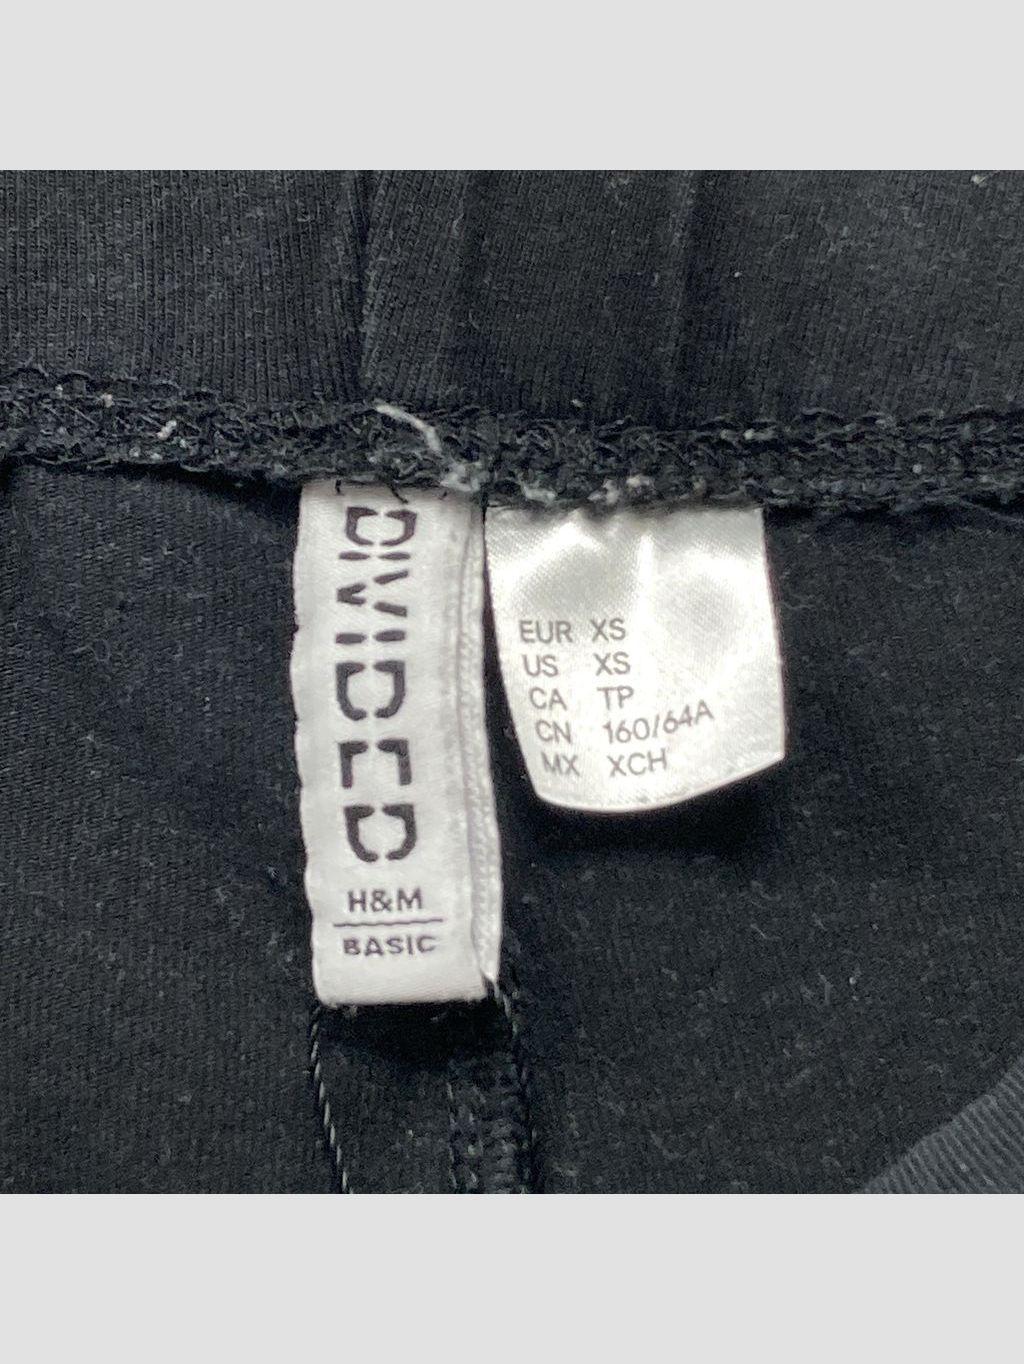 DIVIDED
H&M
BASIC
EUR XS
US XS
CA TP
CN 160/64A
MX XCH